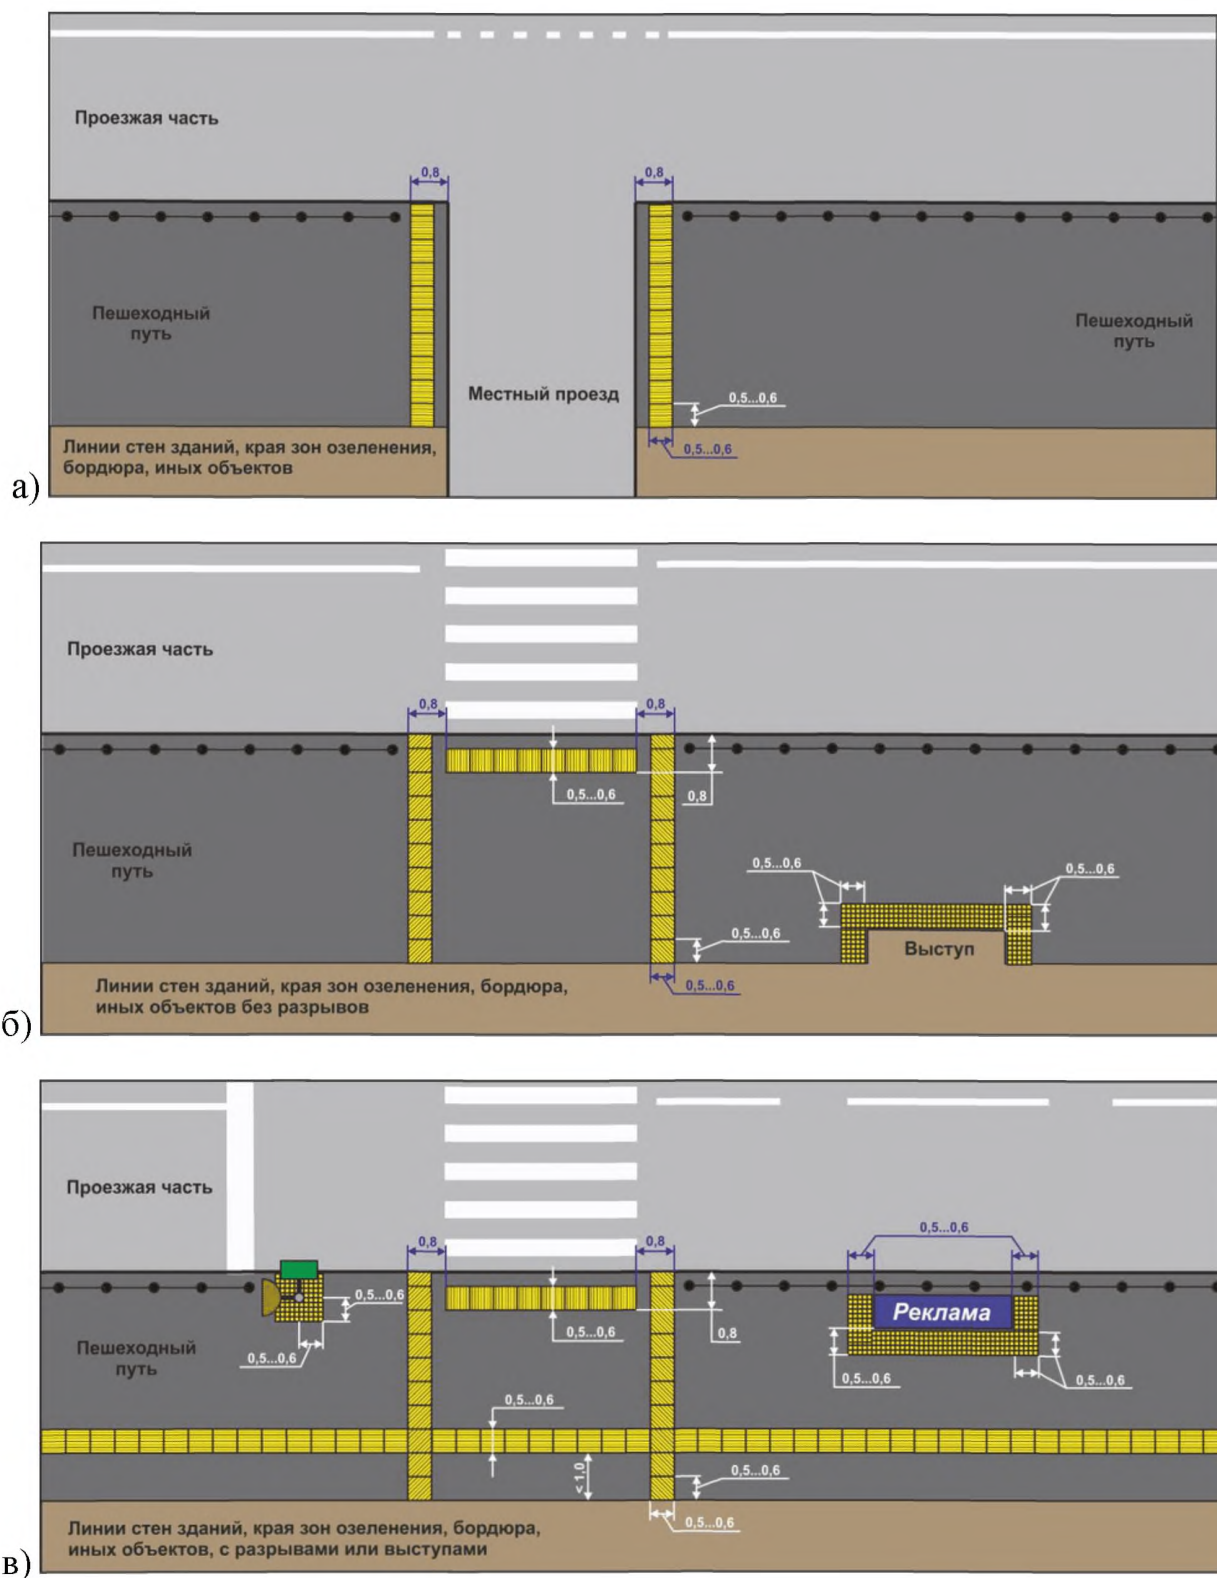 0,8
0,8
Проезжая часть
Пешеходный
путь
Пешеходный
путь
Местный проезд
0,5...0,6
0,5...0,6
Линии стен зданий, края зон озеленения,
бордюра, иных объектов
а)
Проезжая часть
0,8
0,8
0,5...0,6
0,8
Пешеходный
путь
0,5...0,6
0,5...0,6
0,5...0,6
Выступ
0,5...0,6
Линии стен зданий, края зон озеленения, бордюра,
иных объектов без разрывов
б)
Проезжая часть
0,8
0,8
0,5...0,6
0,5...0,6
Реклама
0,5...0,6
0,8
Пешеходный
путь
0,5...0,6
0,5...0,6
0,5...0,6
0,5...0,6
< 1,0
0,5...0,6
0,5...0,6
Линии стен зданий, края зон озеленения, бордюра,
иных объектов, с разрывами или выступами
в)